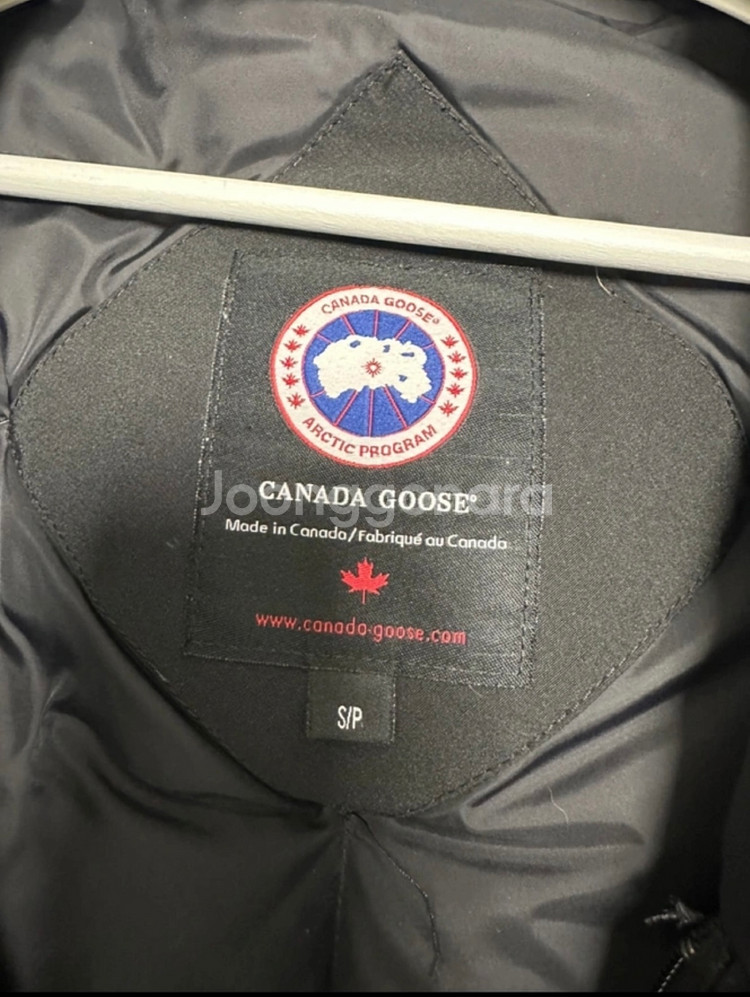 CANADA GOOSE®
ARCTIC PROGRAM
Joonggonara
CANADA GOOSE®
Made in Canada/Fabriqué au Canada
www.canada-goose.com
S/P